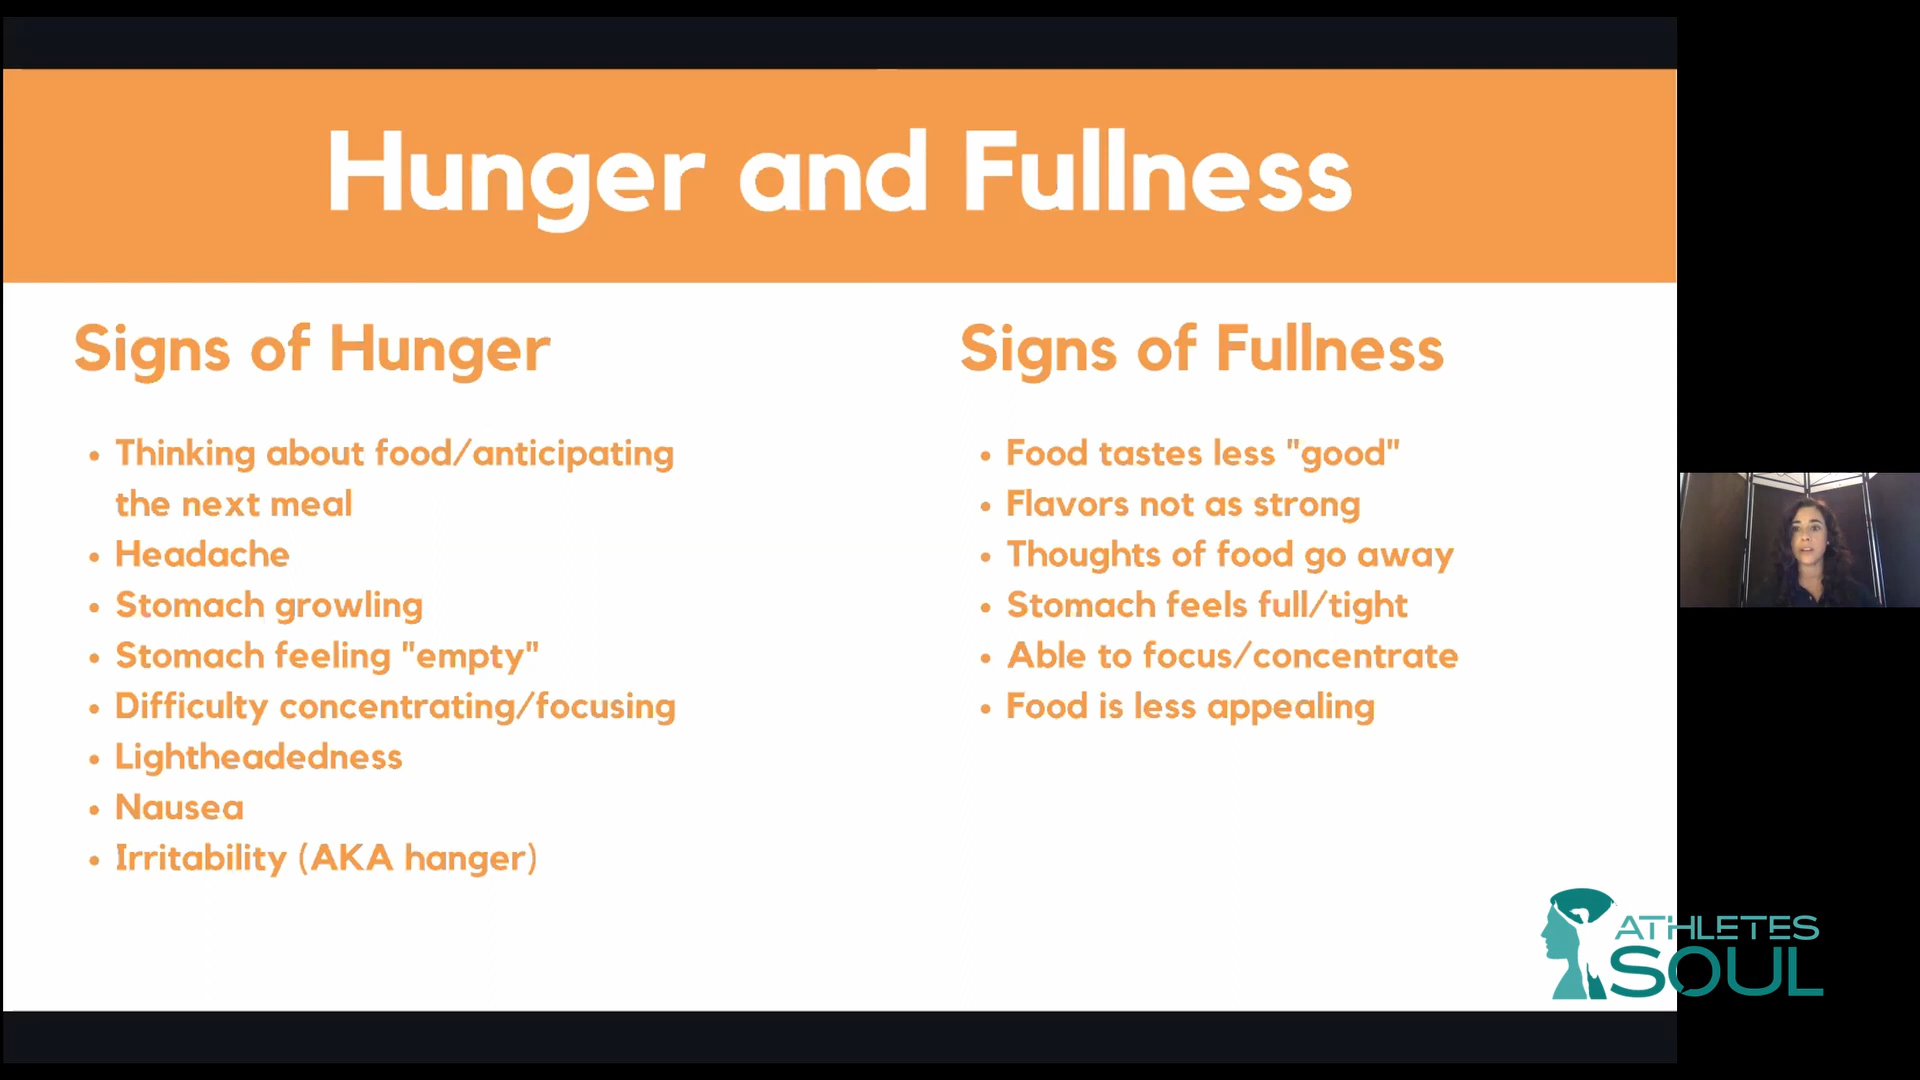 Hunger and Fullness
Signs of Hunger
• Thinking about food/anticipating
the next meal
• Headache
• Stomach growling
• Stomach feeling "empty"
• Difficulty concentrating/focusing
• Lightheadedness
• Nausea
• Irritability (AKA hanger)
Signs of Fullness
• Food tastes less "good"
• Flavors not as strong
• Thoughts of food go away
• Stomach feels full/tight
• Able to focus/concentrate
• Food is less appealing
ATHLETES
SOUL